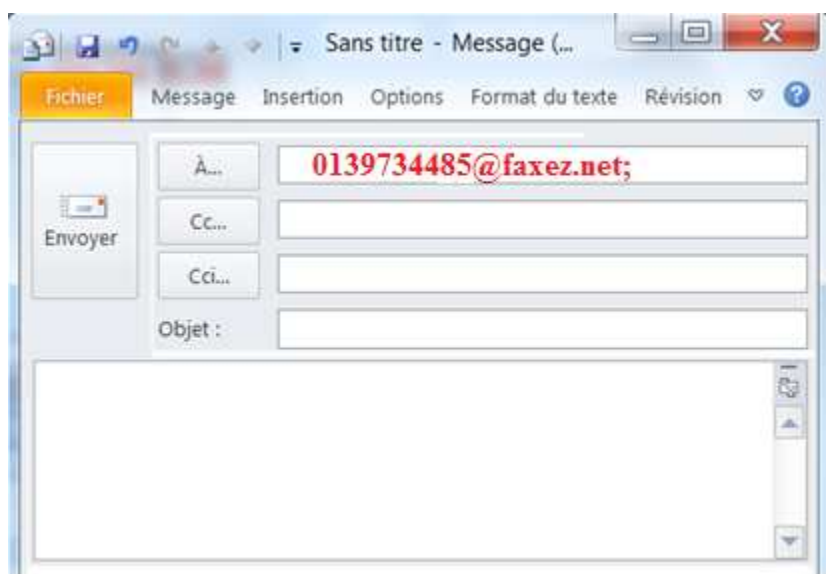 Sans titre - Message (...
Fichier Message Insertion Options Format du texte Révision
À... 0139734485@faxez.net;
Envoyer
Cc...
Cci...
Objet :